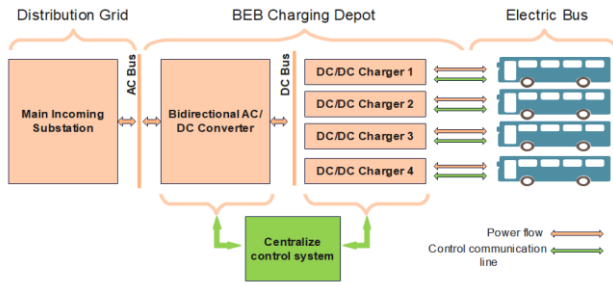 Distribution Grid
BEB Charging Depot
Electric Bus
Main Incoming
Substation
AC Bus
Bidirectional AC/
DC Converter
DC Bus
DC/DC Charger 1
DC/DC Charger 2
DC/DC Charger 3
DC/DC Charger 4
Centralize
control system
Power flow
Control communication
line